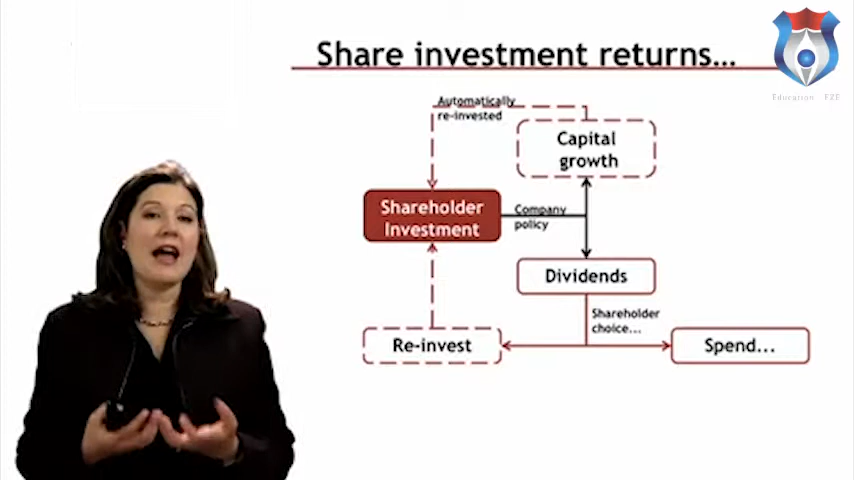 Share investment returns...
Automatically
re-invested
Capital
growth
Shareholder
Investment
Company
policy
Dividends
Shareholder
choice...
Re-invest
Spend...
Education FZE